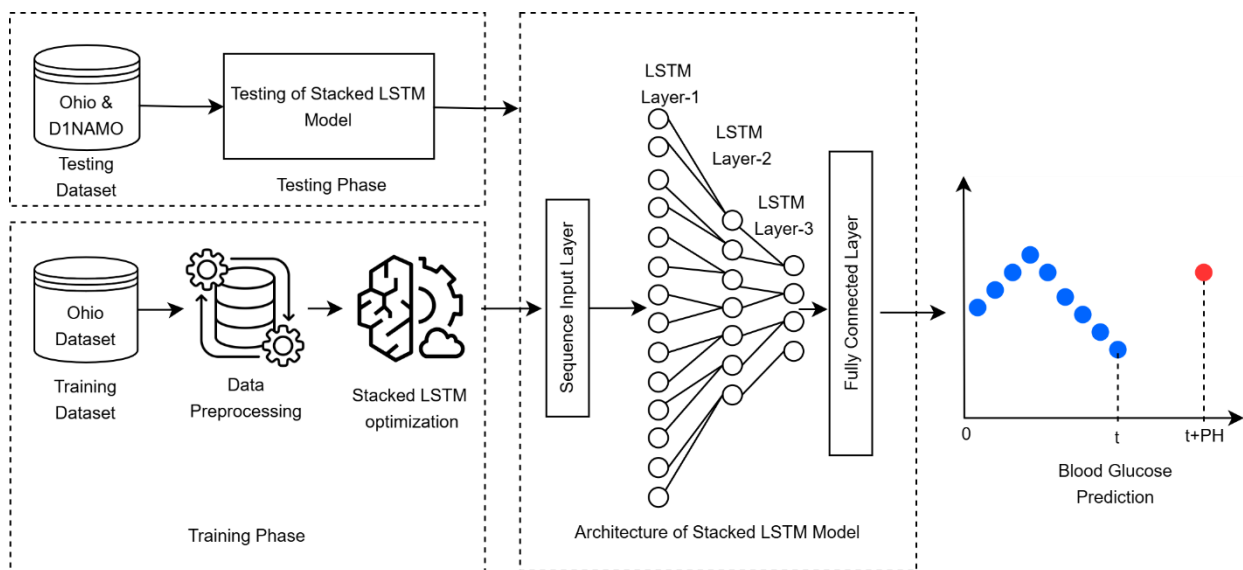 Ohio &
D1NAMO
Testing
Dataset
Testing of Stacked LSTM
Model
Testing Phase
Ohio
Dataset
Training
Dataset
Data
Preprocessing
Stacked LSTM
optimization
Training Phase
Sequence Input Layer
LSTM
Layer-1
LSTM
Layer-2
LSTM
Layer-3
Fully Connected Layer
Architecture of Stacked LSTM Model
0
t
t+PH
Blood Glucose
Prediction